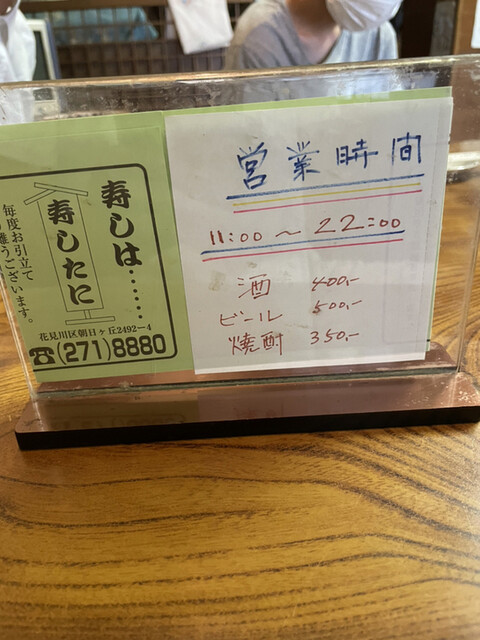 寿しは……
寿したに
毎度お引立て
有難うございます。
花見川区朝日ヶ丘2492-4
☎(271)8880
営業時間
11:00 〜 22:00
酒 400,-
ビール 500,-
焼酎 350,-